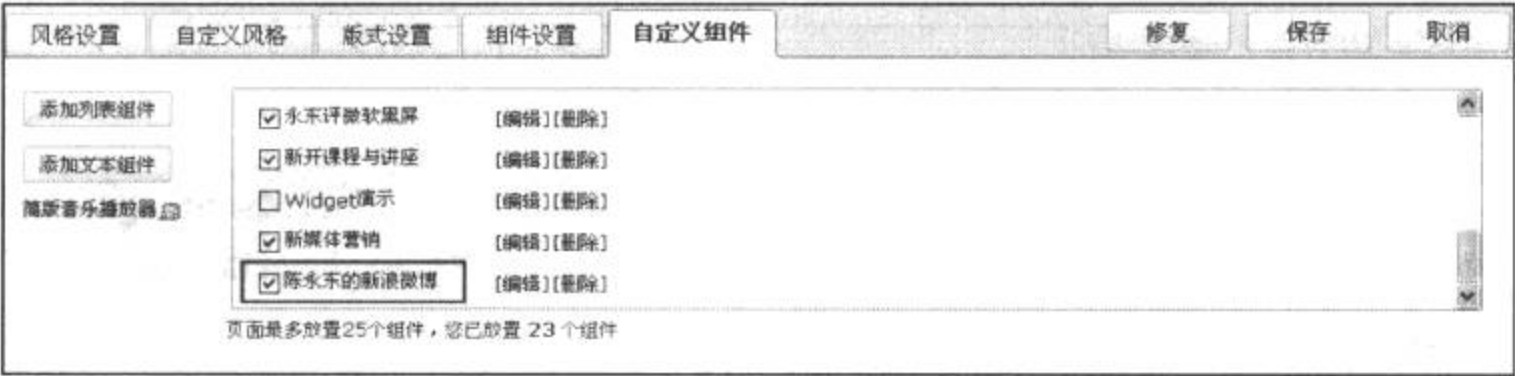 风格设置 自定义风格 版式设置 组件设置 自定义组件 修复 保存 取消
添加列表组件
添加文本组件
简版音乐播放器
永东评微软黑屏 [编辑][删除]
新开课程与讲座 [编辑][删除]
Widget演示 [编辑][删除]
新媒体营销 [编辑][删除]
陈永东的新浪微博 [编辑][删除]
页面最多放置25个组件，您已放置 23 个组件